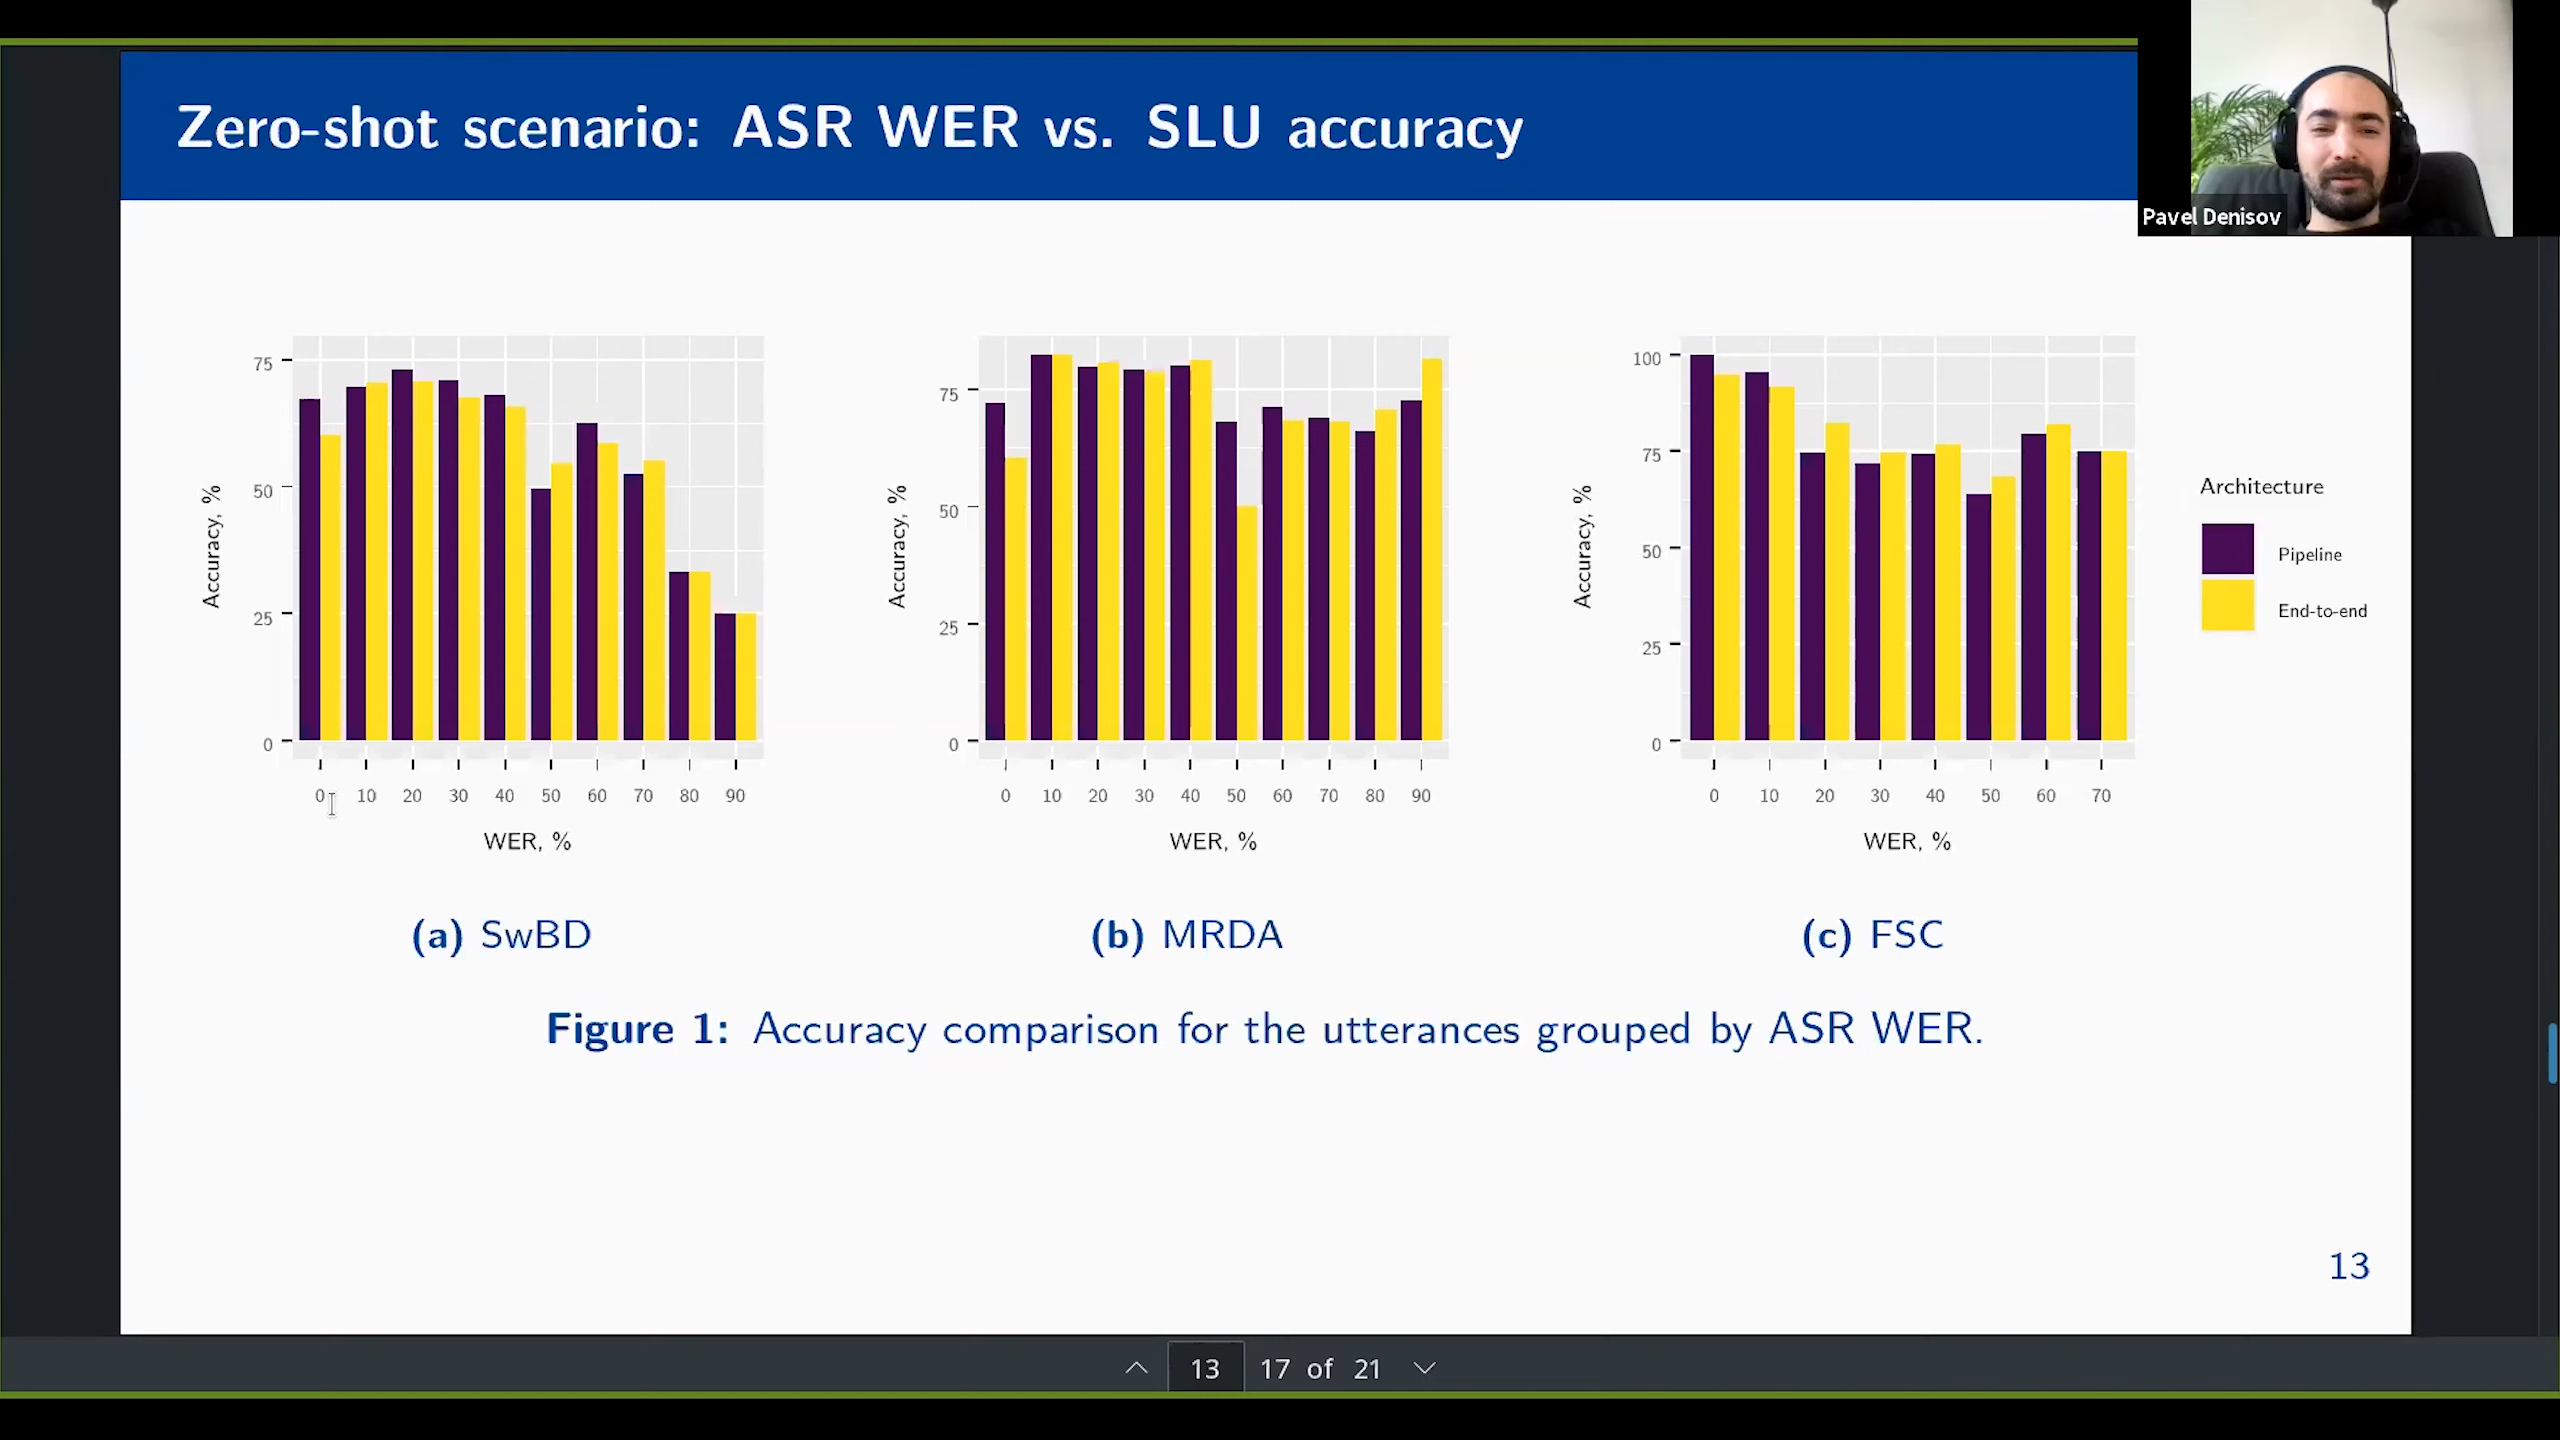 Zero-shot scenario: ASR WER vs. SLU accuracy
Pavel Denisov
75
50
25
0
Accuracy, %
0 10 20 30 40 50 60 70 80 90
WER, %
(a) SwBD
75
50
25
0
Accuracy, %
0 10 20 30 40 50 60 70 80 90
WER, %
(b) MRDA
100
75
50
25
0
Accuracy, %
0 10 20 30 40 50 60 70
WER, %
(c) FSC
Architecture
Pipeline
End-to-end
Figure 1: Accuracy comparison for the utterances grouped by ASR WER.
13
13 17 of 21